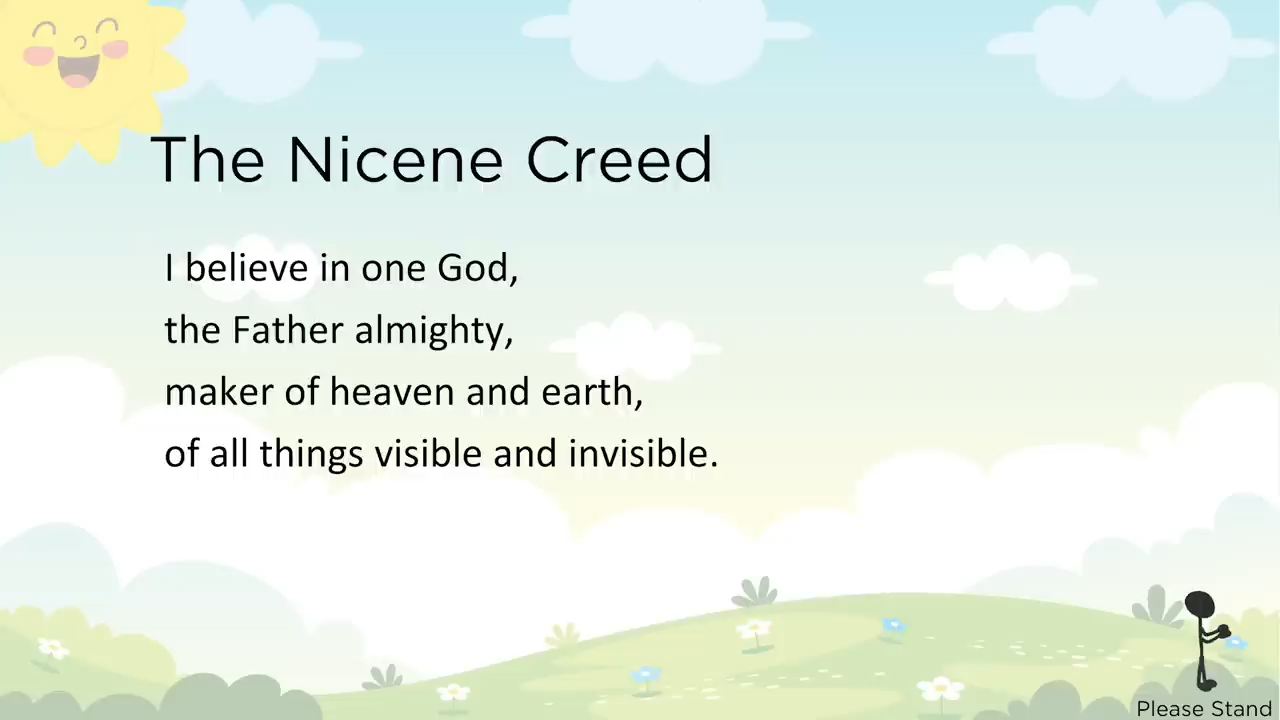 The Nicene Creed
I believe in one God,
the Father almighty,
maker of heaven and earth,
of all things visible and invisible.
Please Stand